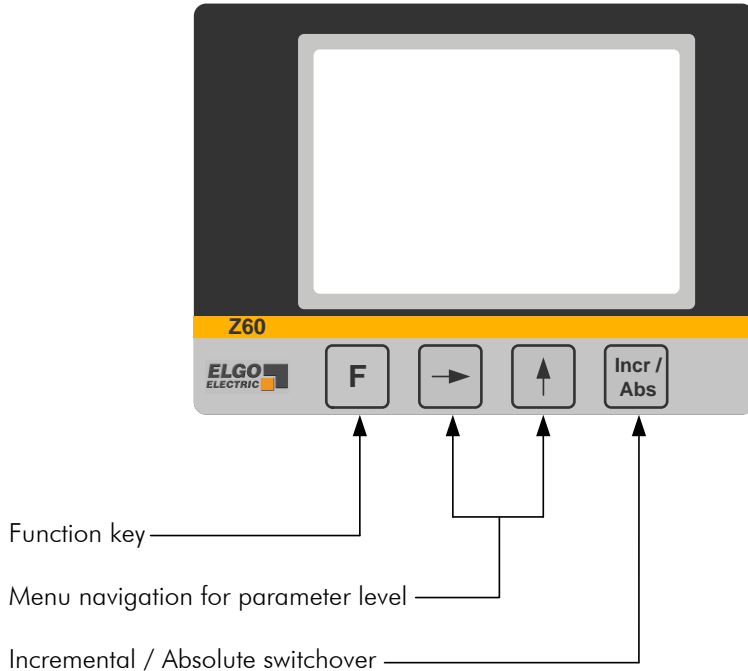 Z60
ELGO
ELECTRIC
F
Incr /
Abs
Function key
Menu navigation for parameter level
Incremental / Absolute switchover